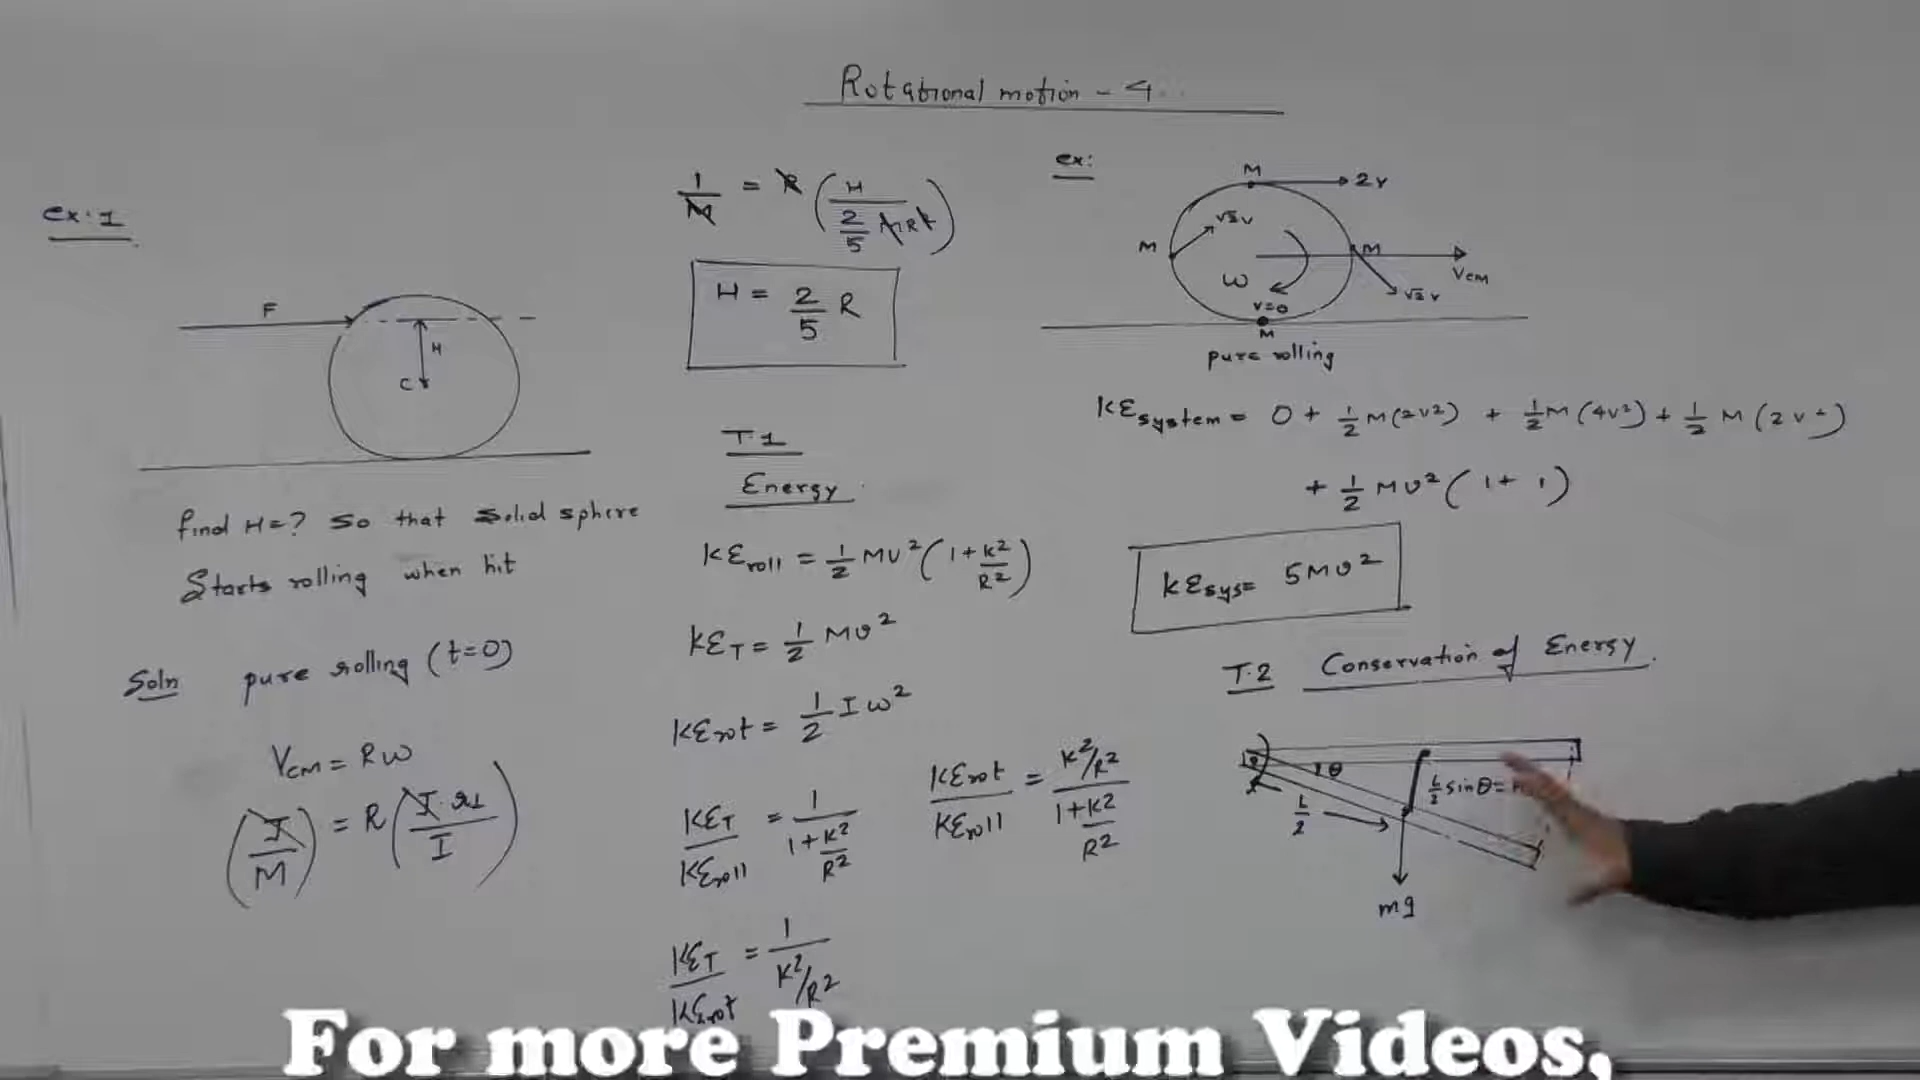 Rotational motion - 4
ex: 1
F
H
C
find H = ? so that solid sphere
Starts rolling when hit
Soln pure rolling (t=0)
Vcm = Rω
(J/M) = R (J·r⊥/I)
1/M = R (H / 2/5 MR²)
H = 2/5 R
T.1
Energy
KEroll = 1/2 Mv² (1 + K²/R²)
KET = 1/2 Mv²
KErot = 1/2 I ω²
KET/KEroll = 1/(1 + K²/R²)
KErot/KEroll = (K²/R²)/(1 + K²/R²)
KET/KErot = 1/(K²/R²)
ex:
M 2v
√2v
M M
ω Vcm
√2 v
v=0
M
pure rolling
KEsystem = 0 + 1/2 M(2v²) + 1/2 M(4v²) + 1/2 M(2v²)
+ 1/2 Mv² (1 + 1)
KEsys = 5Mv²
T.2 Conservation of Energy
θ
L/2 sinθ =
L/2
mg
For more Premium Videos,